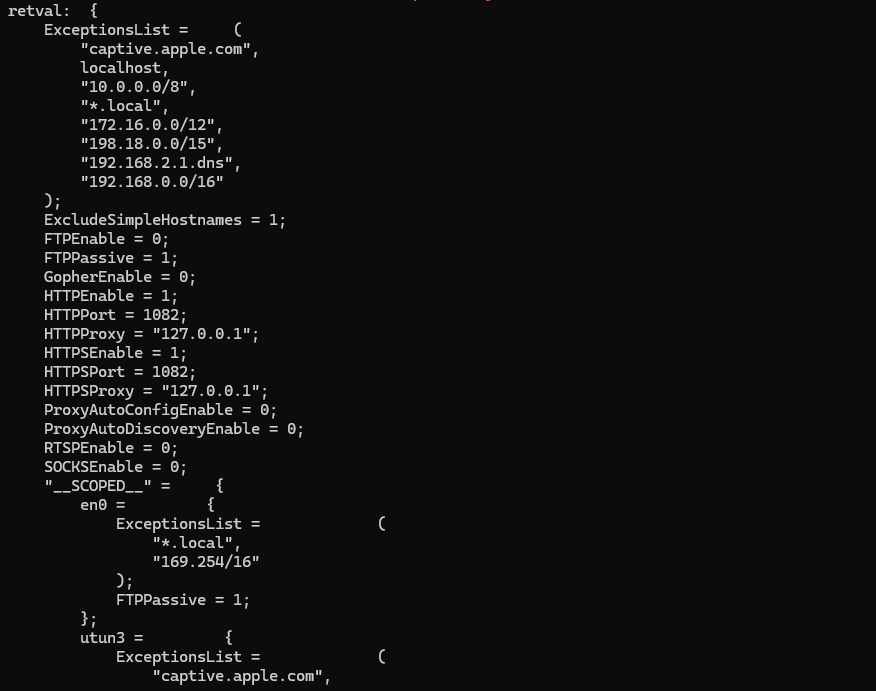 retval:  {
    ExceptionsList =     (
        "captive.apple.com",
        localhost,
        "10.0.0.0/8",
        "*.local",
        "172.16.0.0/12",
        "198.18.0.0/15",
        "192.168.2.1.dns",
        "192.168.0.0/16"
    );
    ExcludeSimpleHostnames = 1;
    FTPEnable = 0;
    FTPPassive = 1;
    GopherEnable = 0;
    HTTPEnable = 1;
    HTTPPort = 1082;
    HTTPProxy = "127.0.0.1";
    HTTPSEnable = 1;
    HTTPSPort = 1082;
    HTTPSProxy = "127.0.0.1";
    ProxyAutoConfigEnable = 0;
    ProxyAutoDiscoveryEnable = 0;
    RTSPEnable = 0;
    SOCKSEnable = 0;
    "__SCOPED__" =     {
        en0 =         {
            ExceptionsList =             (
                "*.local",
                "169.254/16"
            );
            FTPPassive = 1;
        };
        utun3 =         {
            ExceptionsList =             (
                "captive.apple.com",